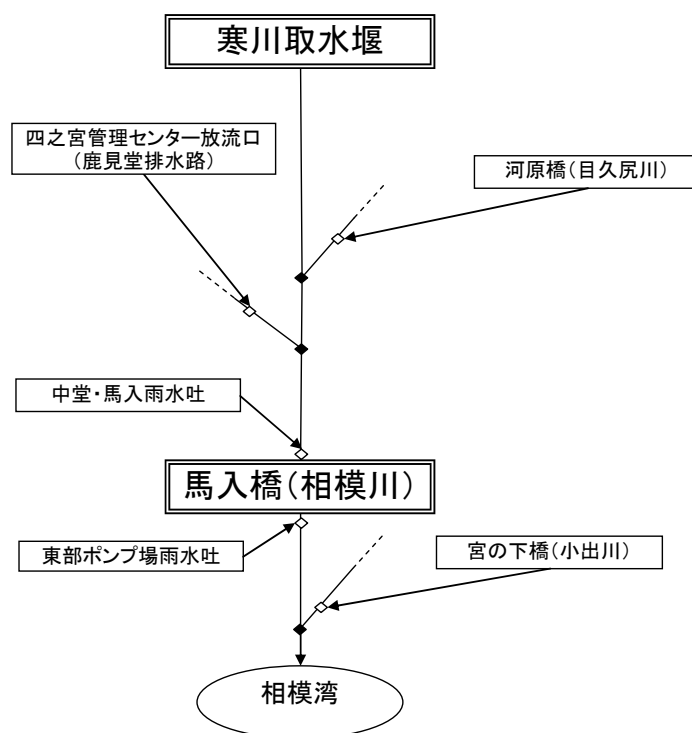 寒川取水堰
四之宮管理センター放流口
(鹿見堂排水路)
河原橋(目久尻川)
中堂・馬入雨水吐
馬入橋(相模川)
東部ポンプ場雨水吐
宮の下橋(小出川)
相模湾